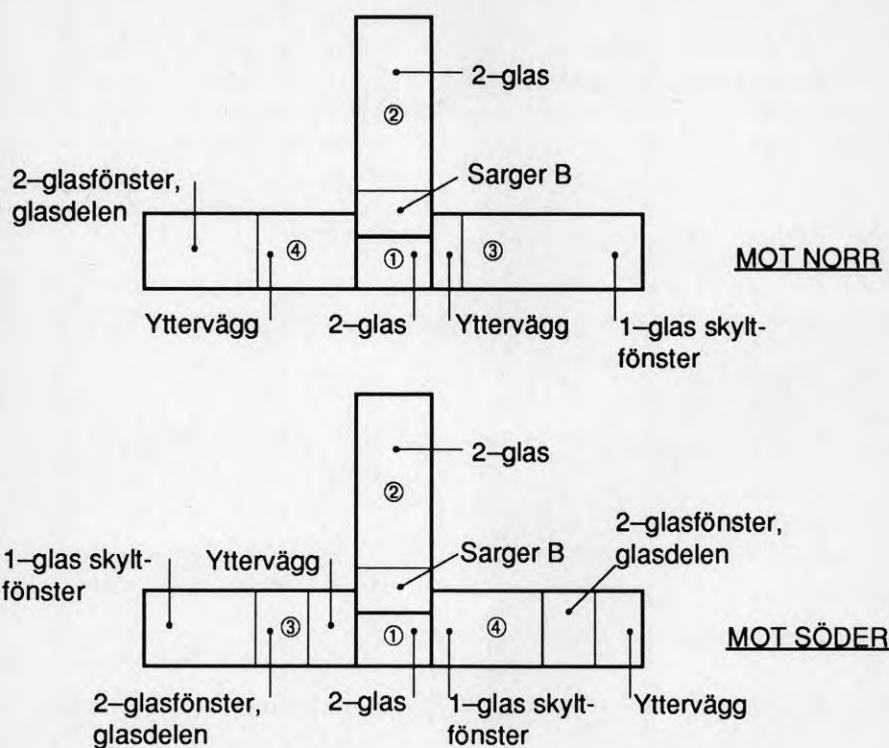 2–glas
②
Sarger B
2–glasfönster,
glasdelen
④
①
③
MOT NORR
Yttervägg
2–glas
Yttervägg
1–glas skylt-
fönster
2–glas
②
2–glasfönster,
glasdelen
1–glas skylt-
fönster
Yttervägg
Sarger B
③
①
④
MOT SÖDER
2–glasfönster,
glasdelen
2–glas
1–glas skylt-
fönster
Yttervägg